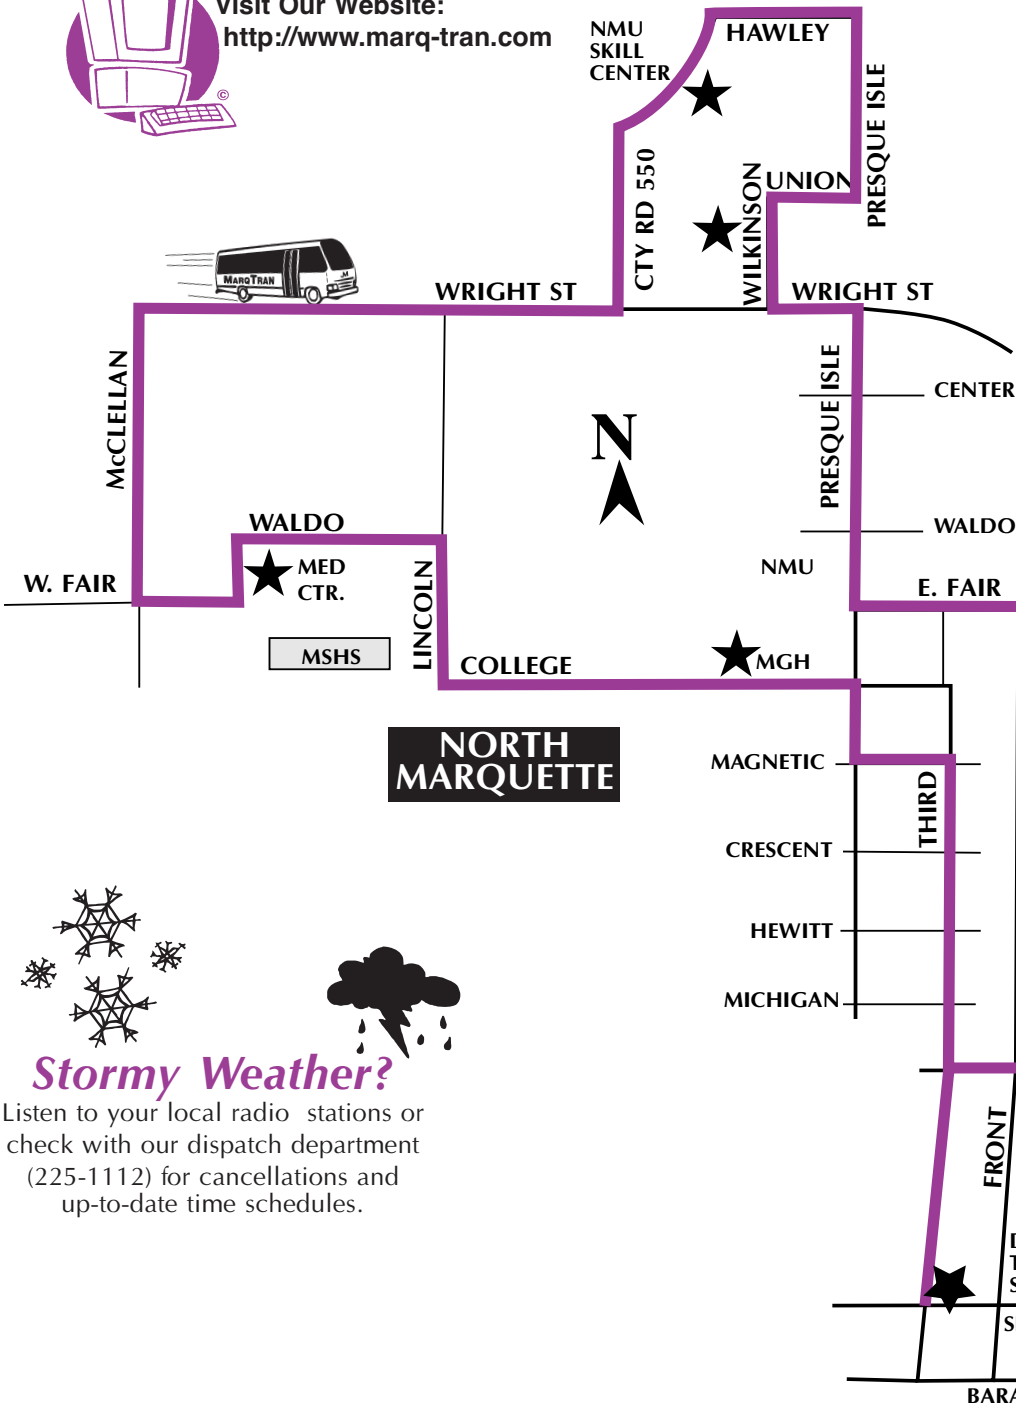 Visit Our Website:
http://www.marq-tran.com
©
NMU
SKILL
CENTER
HAWLEY
PRESQUE ISLE
CTY RD 550
WILKINSON
UNION
MARQTRAN
WRIGHT ST
WRIGHT ST
McCLELLAN
PRESQUE ISLE
CENTER
N
WALDO
WALDO
NMU
MED
CTR.
W. FAIR
E. FAIR
LINCOLN
MSHS
COLLEGE
MGH
NORTH
MARQUETTE
MAGNETIC
THIRD
CRESCENT
HEWITT
MICHIGAN
Stormy Weather?
Listen to your local radio stations or
check with our dispatch department
(225-1112) for cancellations and
up-to-date time schedules.
FRONT